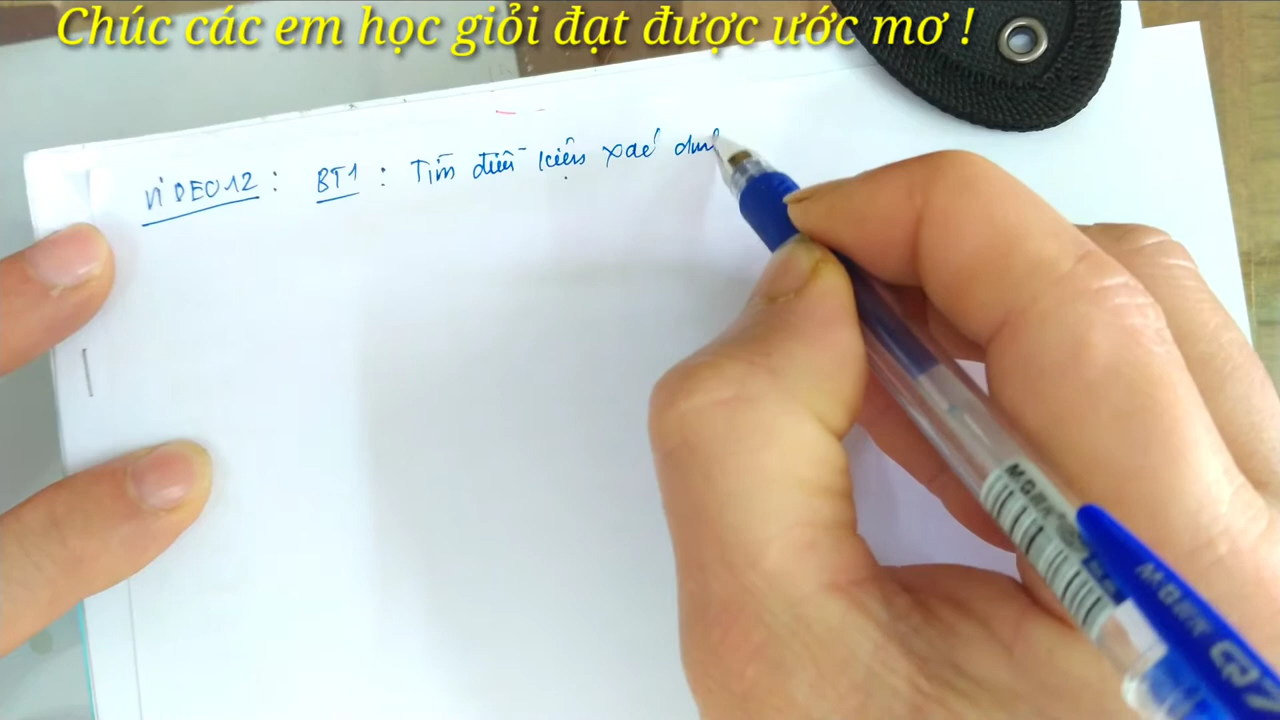 Chúc các em học giỏi đạt được ước mơ !
VIDEO12 : BT1 : Tìm điều kiện xác
M.G
M.G